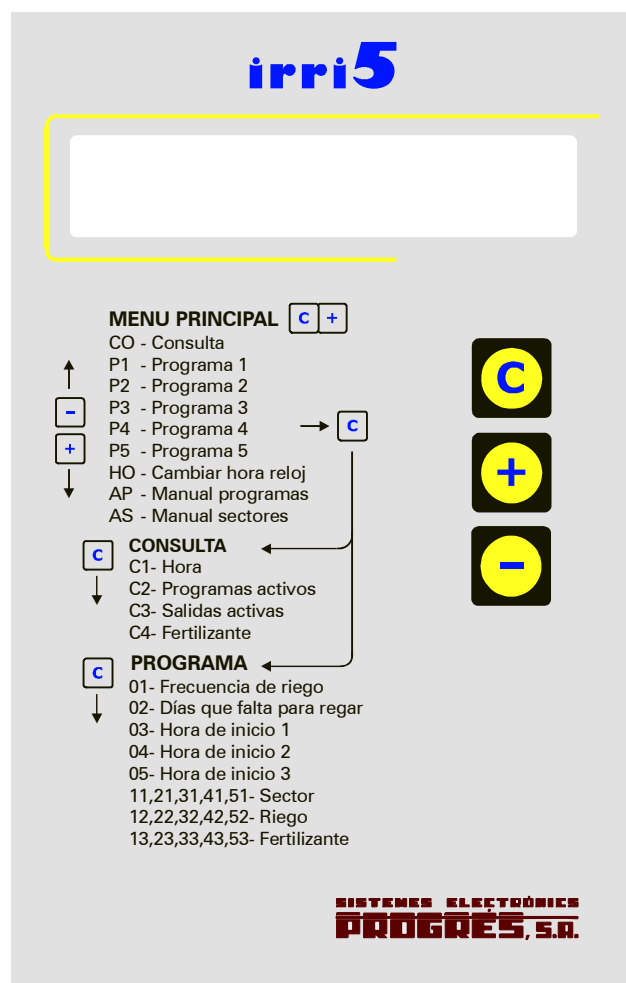 irri5
MENU PRINCIPAL C +
CO - Consulta
P1 - Programa 1
P2 - Programa 2
P3 - Programa 3
P4 - Programa 4
P5 - Programa 5
HO - Cambiar hora reloj
AP - Manual programas
AS - Manual sectores
-
+
C
C
+
-
C
CONSULTA
C1- Hora
C2- Programas activos
C3- Salidas activas
C4- Fertilizante
C
PROGRAMA
01- Frecuencia de riego
02- Días que falta para regar
03- Hora de inicio 1
04- Hora de inicio 2
05- Hora de inicio 3
11,21,31,41,51- Sector
12,22,32,42,52- Riego
13,23,33,43,53- Fertilizante
SISTEMES ELECTRÒNICS
PROGRÉS, S.A.